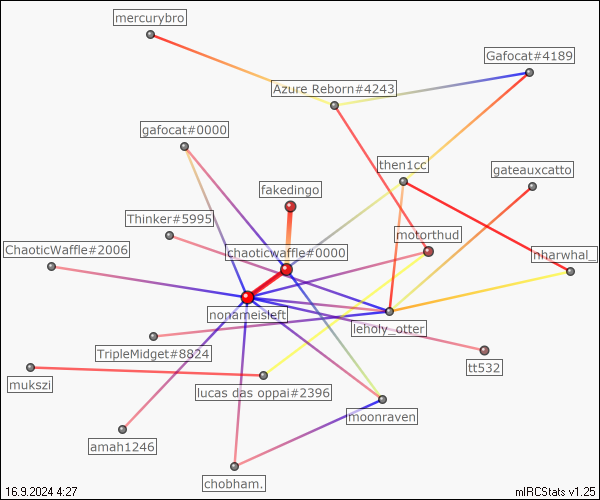 mercurybro
Gafocat#4189
Azure Reborn#4243
gafocat#0000
then1cc
gateauxcatto
fakedingo
Thinker#5995
motorthud
ChaoticWaffle#2006
chaoticwaffle#0000
nharwhal_
nonameisleft
leholy_otter
TripleMidget#8824
tt532
mukszi
lucas das oppai#2396
moonraven
amah1246
chobham.
16.9.2024 4:27
mIRCStats v1.25